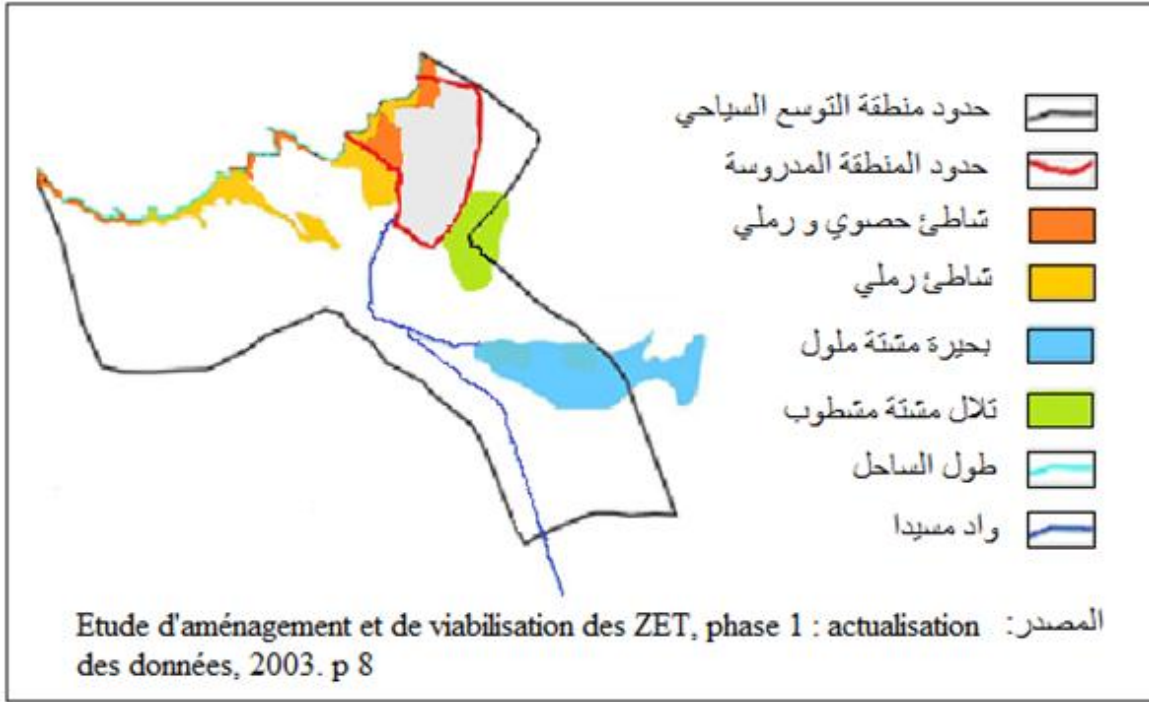 حدود منطقة التوسع السياحي
حدود المنطقة المدروسة
شاطئ حصوي و رملي
شاطئ رملي
بحيرة مشتة ملول
تلال مشتة مشطوب
طول الساحل
واد مسيدا
المصدر: Etude d'aménagement et de viabilisation des ZET, phase 1 : actualisation
des données, 2003. p 8